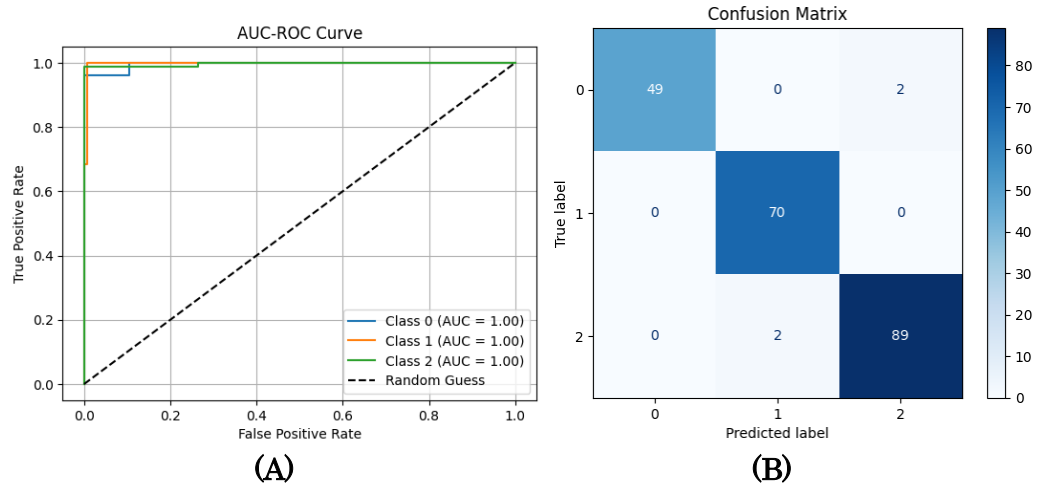 AUC-ROC Curve
True Positive Rate
1.0
0.8
0.6
0.4
0.2
0.0
Class 0 (AUC = 1.00)
Class 1 (AUC = 1.00)
Class 2 (AUC = 1.00)
Random Guess
0.0 0.2 0.4 0.6 0.8 1.0
False Positive Rate
(A)
Confusion Matrix
True label
0 49 0 2
1 0 70 0
2 0 2 89
0 1 2
Predicted label
80
70
60
50
40
30
20
10
0
(B)